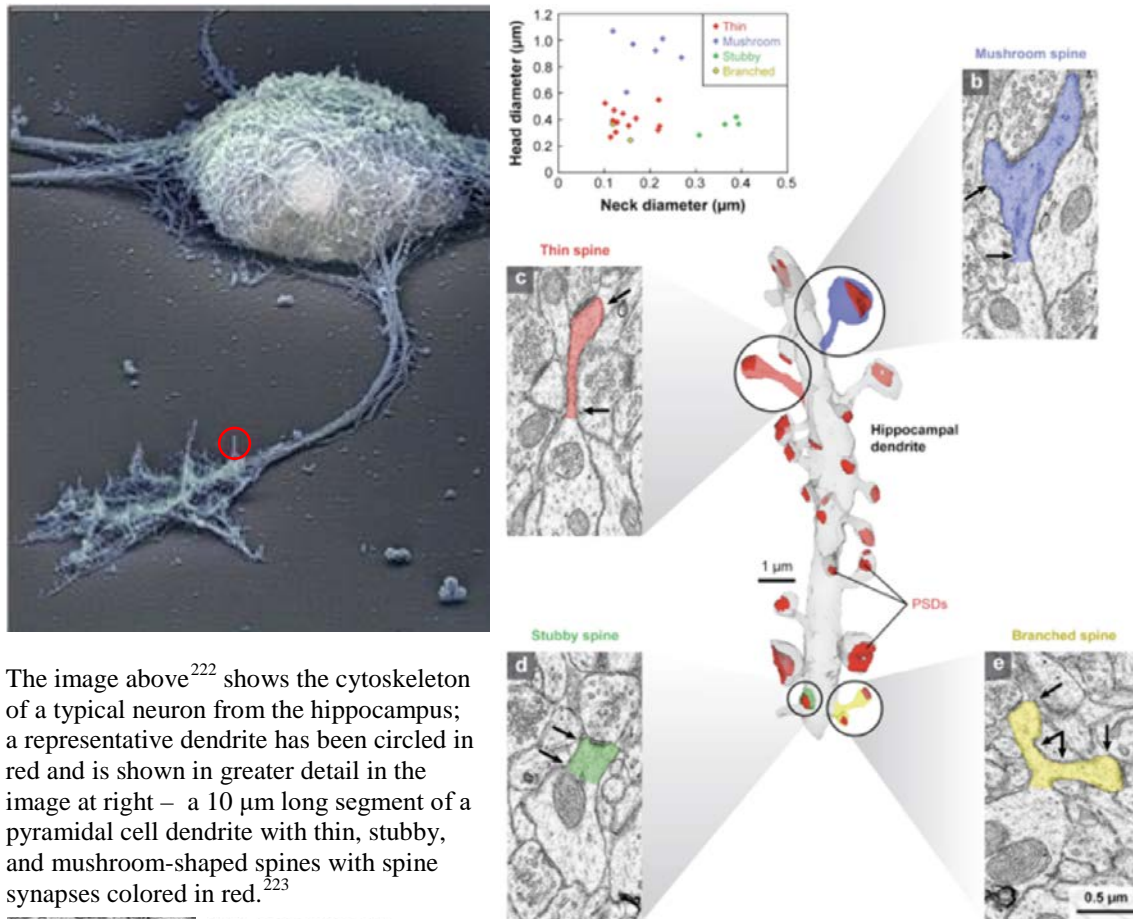 1.2
1.0
0.8
0.6
0.4
0.2
0
Head diameter (µm)
0
0.1
0.2
0.3
0.4
0.5
Neck diameter (µm)
Thin
Mushroom
Stubby
Branched
Mushroom spine
b
Thin spine
c
Hippocampal
dendrite
1 µm
PSDs
Stubby spine
d
Branched spine
e
0.5 µm
The image above222 shows the cytoskeleton
of a typical neuron from the hippocampus;
a representative dendrite has been circled in
red and is shown in greater detail in the
image at right – a 10 µm long segment of a
pyramidal cell dendrite with thin, stubby,
and mushroom-shaped spines with spine
synapses colored in red.223